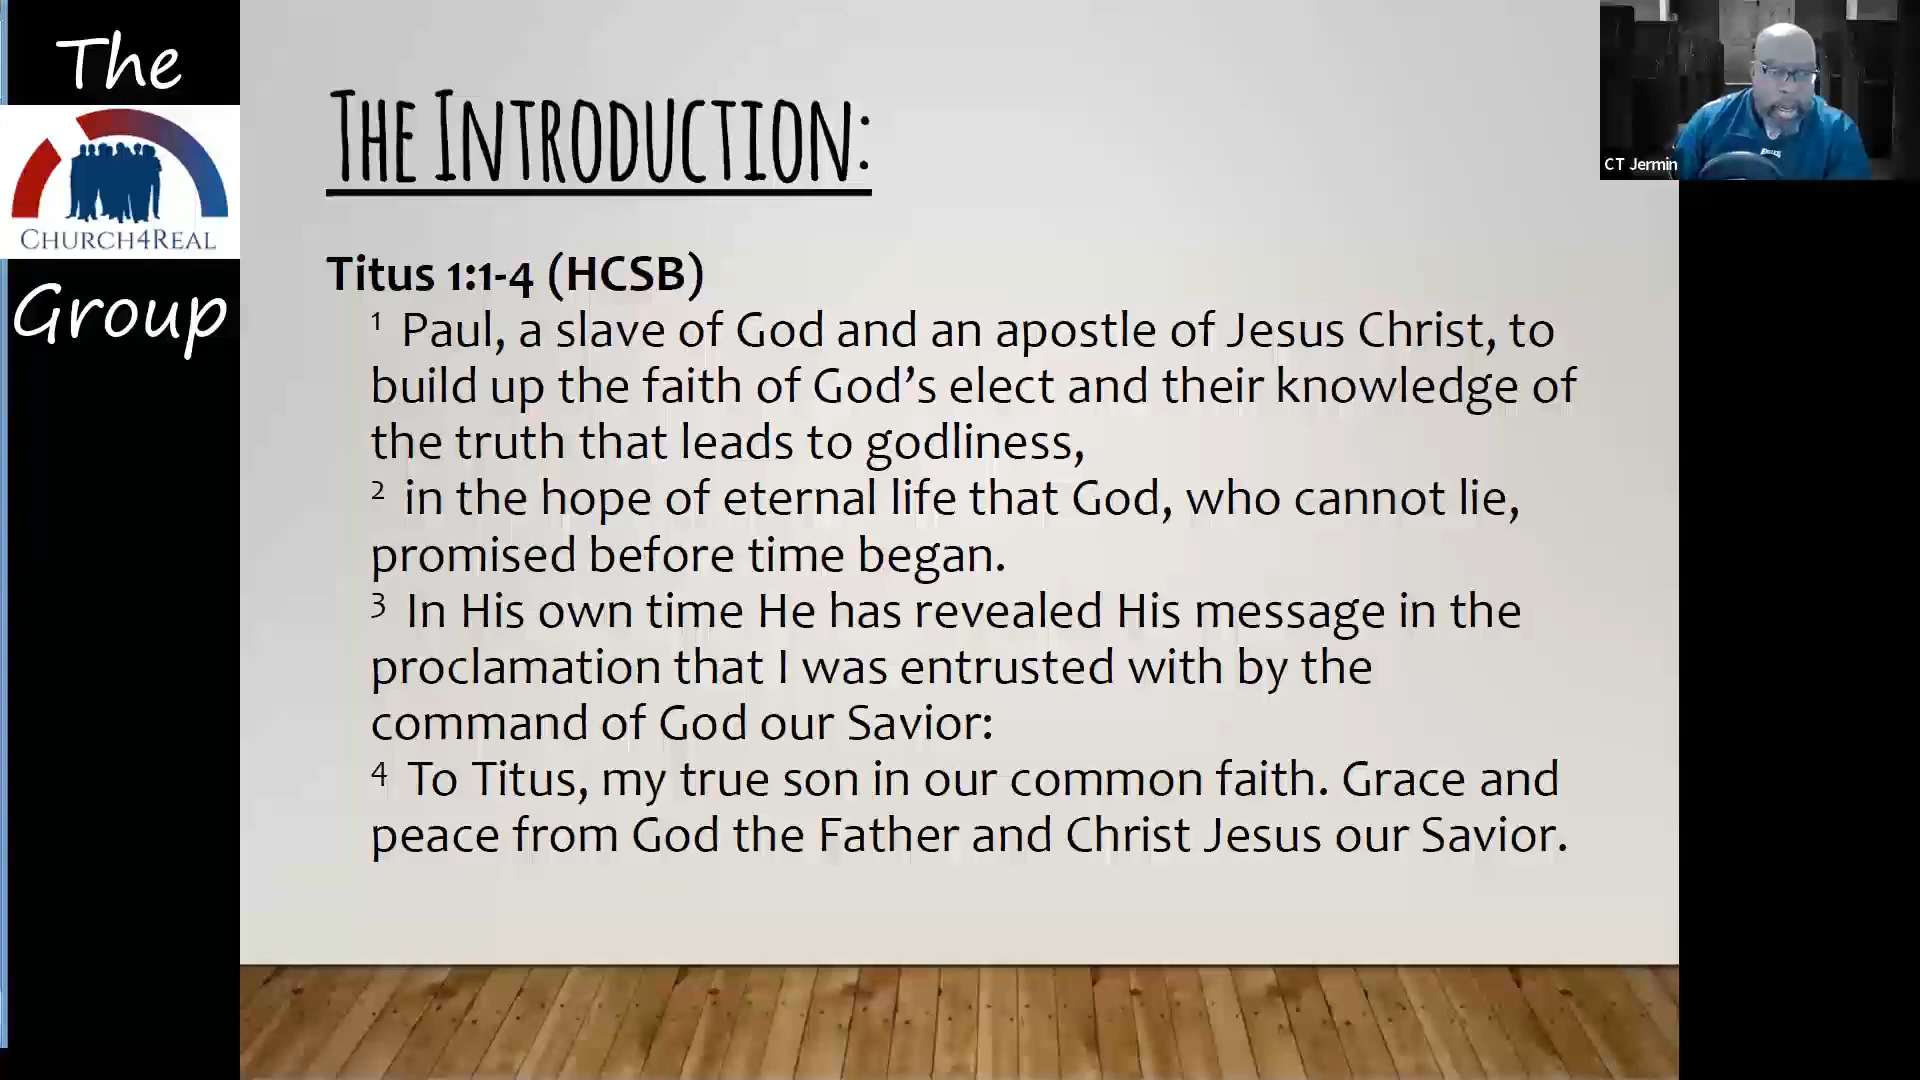 The
CHURCH4REAL
Group
THE INTRODUCTION:
Titus 1:1-4 (HCSB)
1 Paul, a slave of God and an apostle of Jesus Christ, to
build up the faith of God’s elect and their knowledge of
the truth that leads to godliness,
2 in the hope of eternal life that God, who cannot lie,
promised before time began.
3 In His own time He has revealed His message in the
proclamation that I was entrusted with by the
command of God our Savior:
4 To Titus, my true son in our common faith. Grace and
peace from God the Father and Christ Jesus our Savior.
CT Jermin